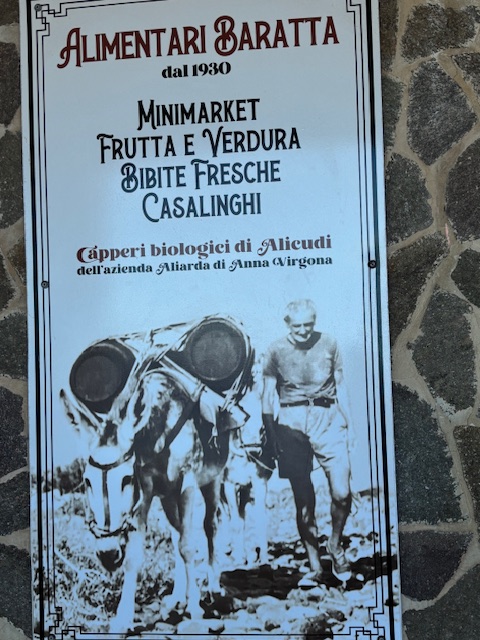 Alimentari Baratta
dal 1930
Minimarket
Frutta e Verdura
Bibite Fresche
Casalinghi
Capperi biologici di Alicudi
dell'azienda Aliarda di Anna Virgona